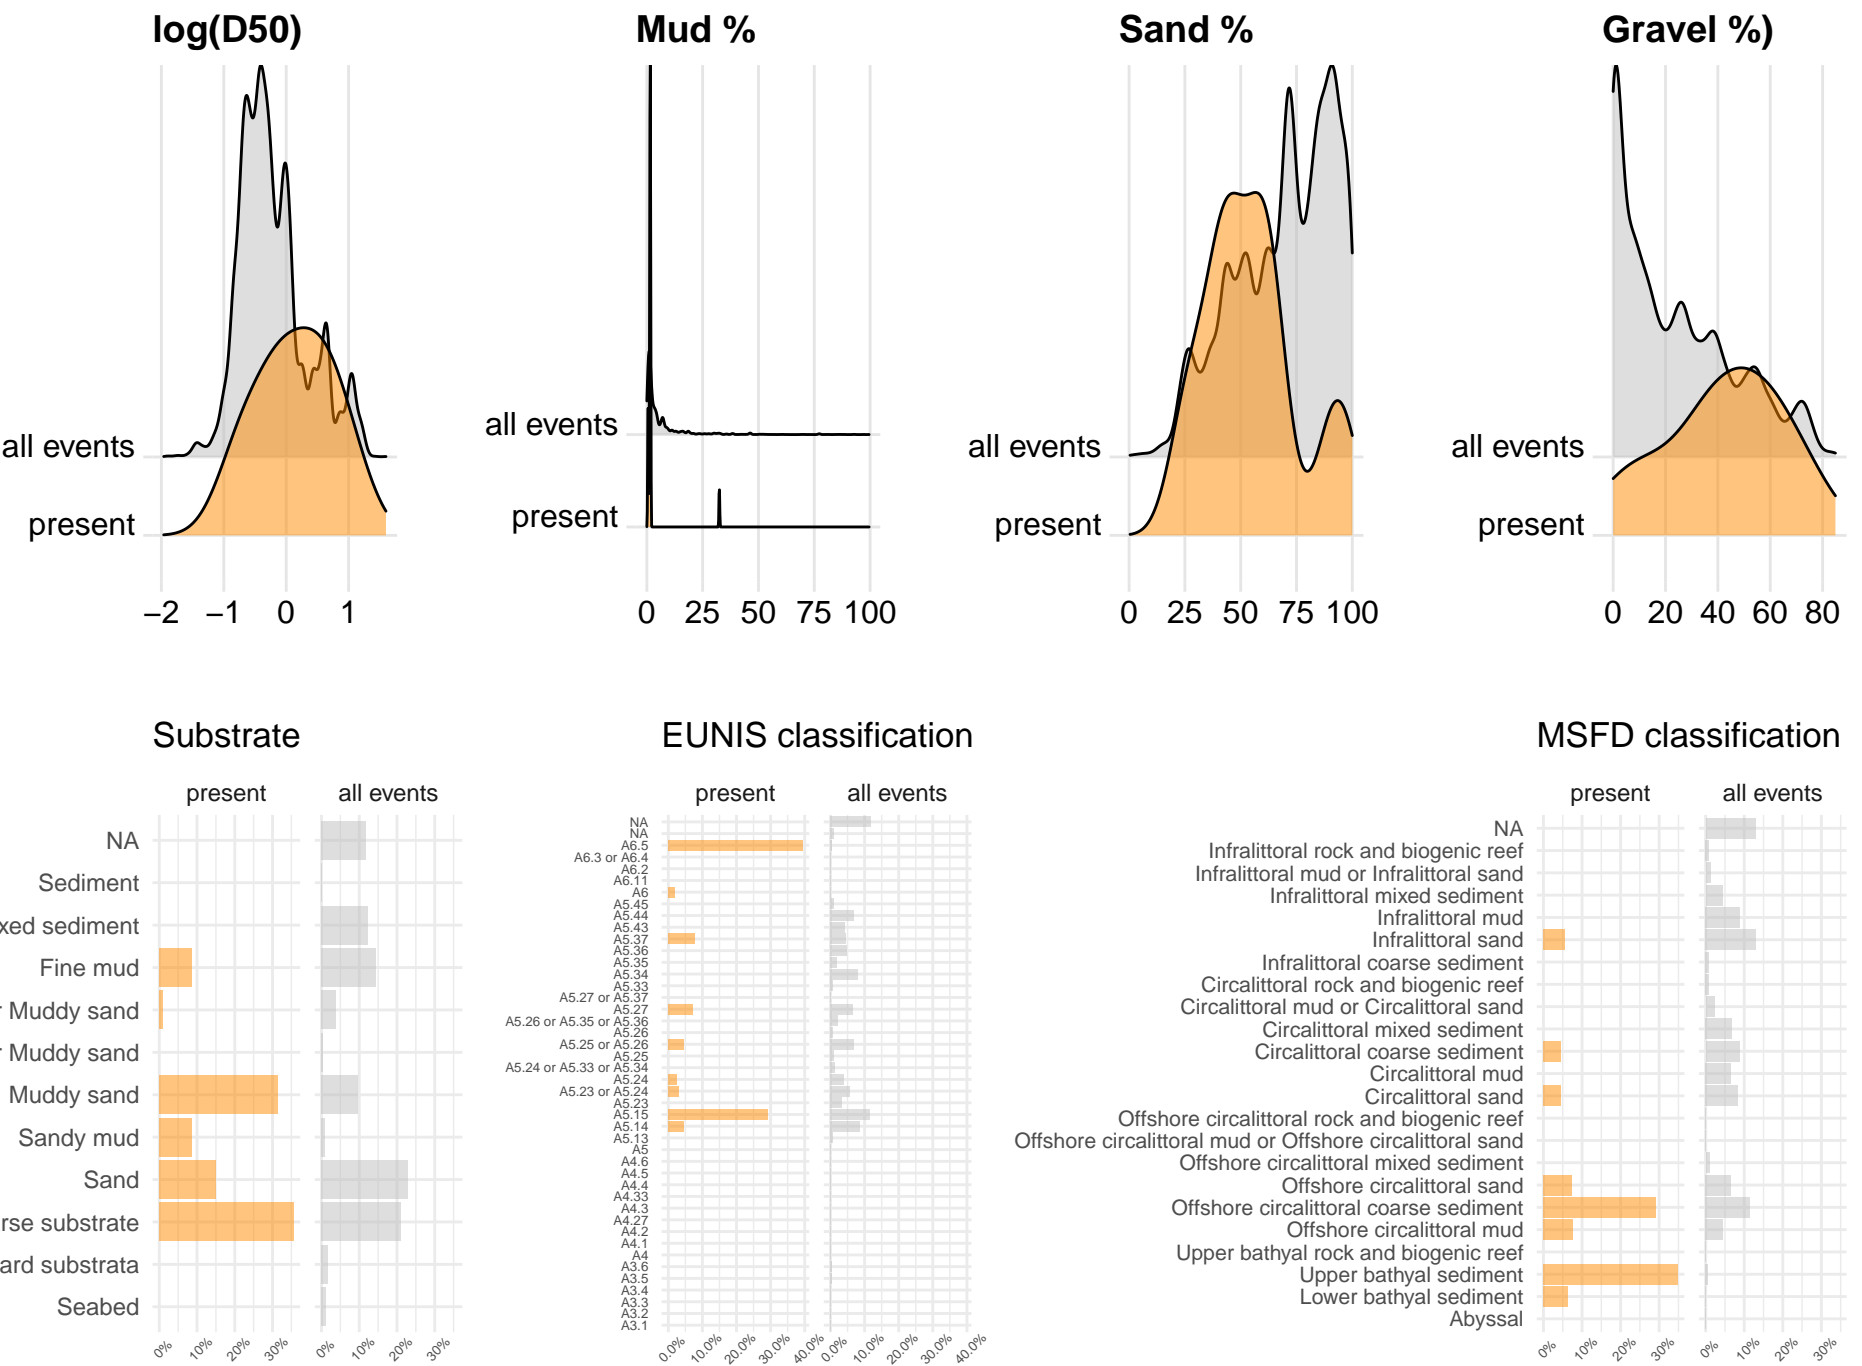 log(D50)
Mud %
Sand %
Gravel %)
all events
present
−2 −1 0 1
all events
present
0 25 50 75 100
all events
present
0 25 50 75 100
all events
present
0 20 40 60 80
Substrate
present all events
NA
Sediment
xed sediment
Fine mud
r Muddy sand
r Muddy sand
Muddy sand
Sandy mud
Sand
rse substrate
ard substrata
Seabed
0% 10% 20% 30% 0% 10% 20% 30%
EUNIS classification
present all events
NA
NA
A6.5
A6.3 or A6.4
A6.2
A6.11
A6
A5.45
A5.44
A5.43
A5.37
A5.36
A5.35
A5.34
A5.33
A5.27 or A5.37
A5.27
A5.26 or A5.35 or A5.36
A5.26
A5.25 or A5.26
A5.25
A5.24 or A5.33 or A5.34
A5.24
A5.23 or A5.24
A5.23
A5.15
A5.14
A5.13
A5
A4.6
A4.5
A4.4
A4.33
A4.3
A4.27
A4.2
A4.1
A4
A3.6
A3.5
A3.4
A3.3
A3.2
A3.1
0.0% 10.0% 20.0% 30.0% 40.0% 0.0% 10.0% 20.0% 30.0% 40.0%
MSFD classification
present all events
NA
Infralittoral rock and biogenic reef
Infralittoral mud or Infralittoral sand
Infralittoral mixed sediment
Infralittoral mud
Infralittoral sand
Infralittoral coarse sediment
Circalittoral rock and biogenic reef
Circalittoral mud or Circalittoral sand
Circalittoral mixed sediment
Circalittoral coarse sediment
Circalittoral mud
Circalittoral sand
Offshore circalittoral rock and biogenic reef
Offshore circalittoral mud or Offshore circalittoral sand
Offshore circalittoral mixed sediment
Offshore circalittoral sand
Offshore circalittoral coarse sediment
Offshore circalittoral mud
Upper bathyal rock and biogenic reef
Upper bathyal sediment
Lower bathyal sediment
Abyssal
0% 10% 20% 30% 0% 10% 20% 30%